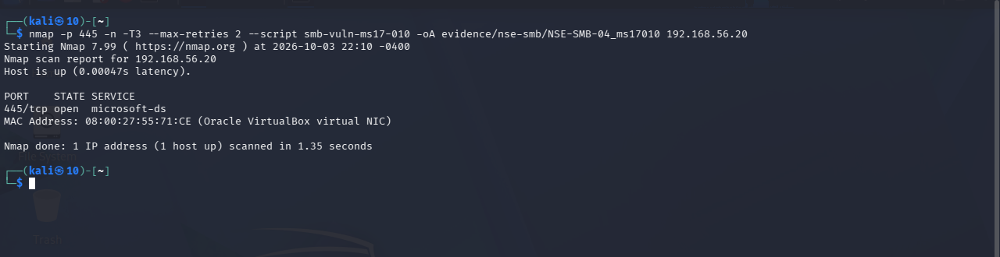 ┌──(kali㉿10)-[~]
└─$ nmap -p 445 -n -T3 --max-retries 2 --script smb-vuln-ms17-010 -oA evidence/nse-smb/NSE-SMB-04_ms17010 192.168.56.20
Starting Nmap 7.99 ( https://nmap.org ) at 2026-10-03 22:10 -0400
Nmap scan report for 192.168.56.20
Host is up (0.00047s latency).

PORT    STATE SERVICE
445/tcp open  microsoft-ds
MAC Address: 08:00:27:55:71:CE (Oracle VirtualBox virtual NIC)

Nmap done: 1 IP address (1 host up) scanned in 1.35 seconds
File System

┌──(kali㉿10)-[~]
└─$
Trash